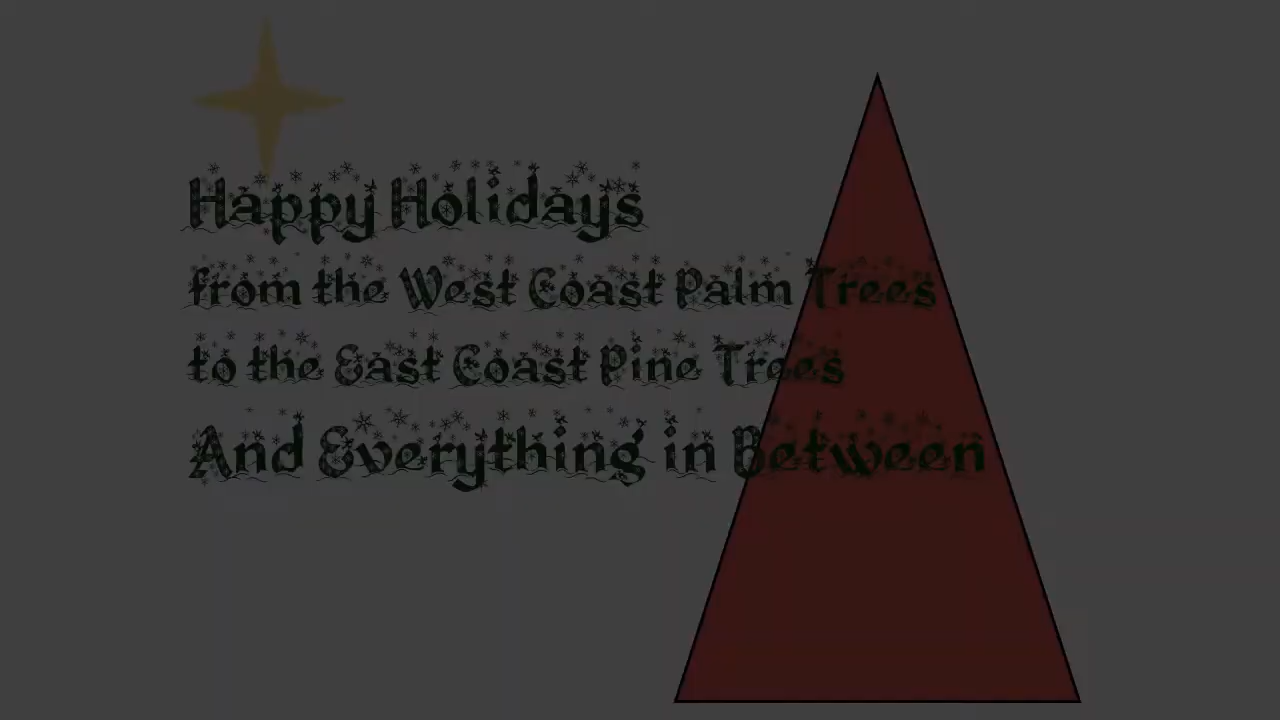 Happy Holidays
from the West Coast Palm Trees
to the East Coast Pine Trees
And Everything in Between